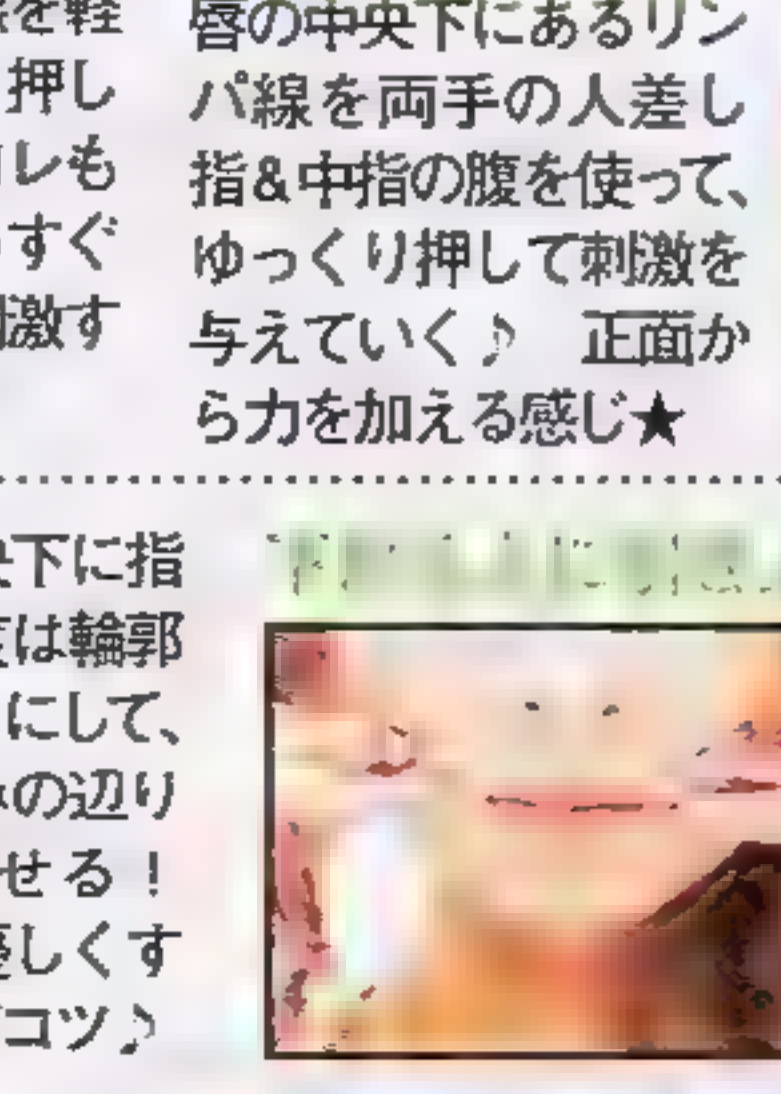 を軽
押し
レも
すぐ
激す
唇の中央下にあるリン
パ線を両手の人差し
指&中指の腹を使って、
ゆっくり押して刺激を
与えていく♪　正面か
ら力を加える感じ★
下に指
は輪郭
にして、
の辺り
せる！
優しくす
コツ♪